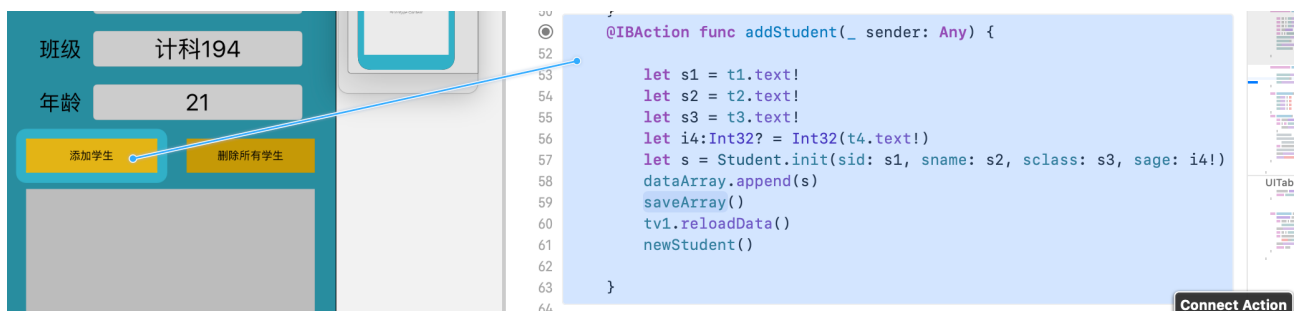 班级
计科194
年龄
21
添加学生
删除所有学生
@IBAction func addStudent(_ sender: Any) {
52
53 let s1 = t1.text!
54 let s2 = t2.text!
55 let s3 = t3.text!
56 let i4:Int32? = Int32(t4.text!)
57 let s = Student.init(sid: s1, sname: s2, sclass: s3, sage: i4!)
58 dataArray.append(s)
59 saveArray()
60 tv1.reloadData()
61 newStudent()
62
63 }
64
UITab
Connect Action